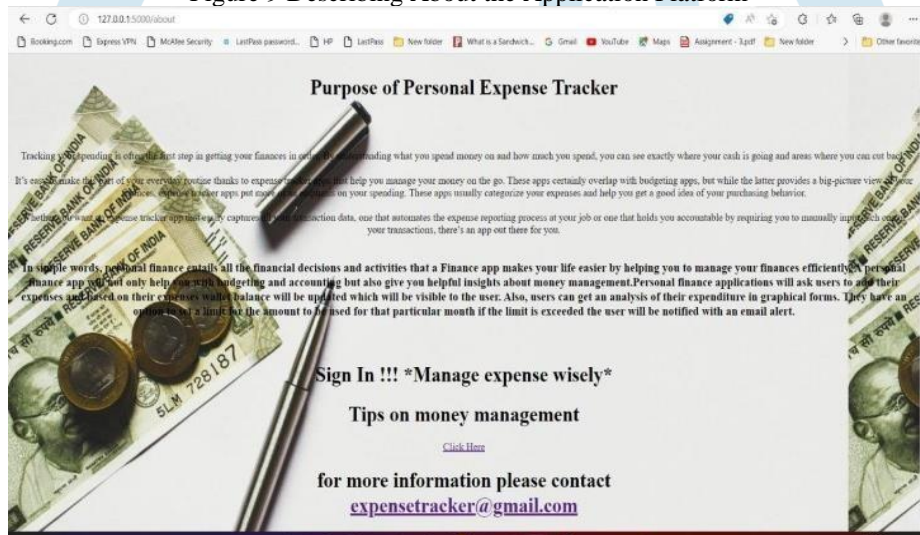 Figure 9 Describing About the Application Platform
127.0.0.1:5000/about
Booking.com Express VPN McAfee Security LastPass password... HP LastPass New folder What is a Sandwich... Gmail YouTube Maps Assignment - 3.pdf New folder Other favorite
Purpose of Personal Expense Tracker
Tracking your spending is often the first step in getting your finances in order. By understanding what you spend money on and how much you spend, you can see exactly where your cash is going and areas where you can cut back
It's easy to make this part of your everyday routine thanks to expense tracker apps that help you manage your money on the go. These apps certainly overlap with budgeting apps, but while the latter provides a big-picture view of your
finances, expense tracker apps put more of an emphasis on your spending. These apps usually categorize your expenses and help you get a good idea of your purchasing behavior.
Whether you want an expense tracker app that easily captures all your transaction data, one that automates the expense reporting process at your job or one that holds you accountable by requiring you to manually input each one
your transactions, there's an app out there for you.
In simple words, personal finance entails all the financial decisions and activities that a Finance app makes your life easier by helping you to manage your finances efficiently. A personal
finance app will not only help you with budgeting and accounting but also give you helpful insights about money management.Personal finance applications will ask users to add their
expenses and based on their expenses wallet balance will be updated which will be visible to the user. Also, users can get an analysis of their expenditure in graphical forms. They have an
option to set a limit for the amount to be used for that particular month if the limit is exceeded the user will be notified with an email alert.
RESERVE BANK OF INDIA
RESERVE BANK OF INDIA
5LM 728187
Sign In !!! *Manage expense wisely*
Tips on money management
Click Here
for more information please contact
expensetracker@gmail.com